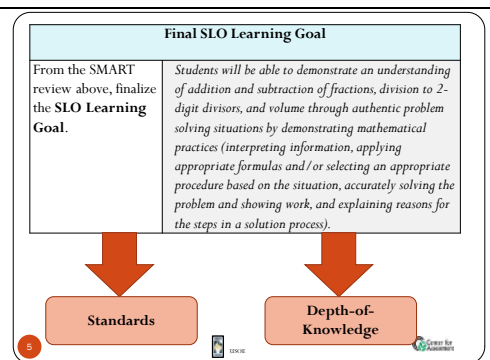 Final SLO Learning Goal
From the SMART
review above, finalize
the SLO Learning
Goal.
Students will be able to demonstrate an understanding
of addition and subtraction of fractions, division to 2-
digit divisors, and volume through authentic problem
solving situations by demonstrating mathematical
practices (interpreting information, applying
appropriate formulas and/or selecting an appropriate
procedure based on the situation, accurately solving the
problem and showing work, and explaining reasons for
the steps in a solution process).
Standards
Depth-of-
Knowledge
5
USOE
Center for
Assessment